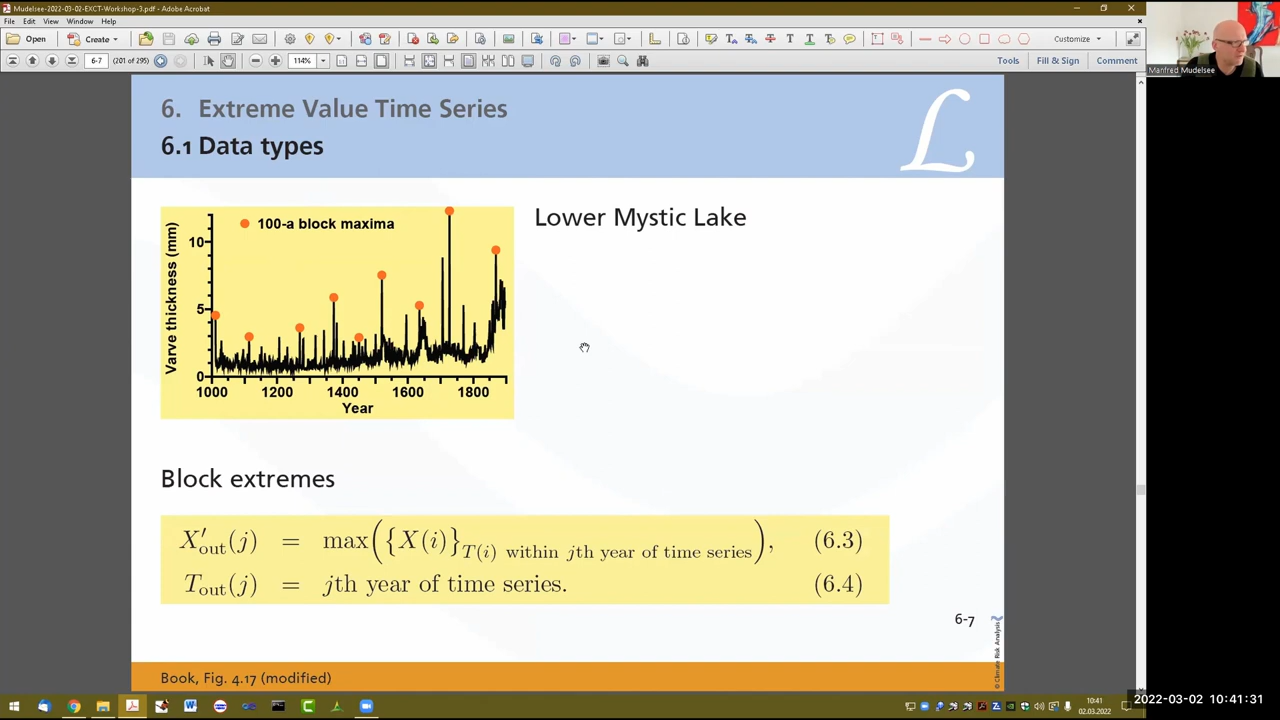 Mudelsee-2022-03-02-EXCT-Workshop-3.pdf - Adobe Acrobat
File Edit View Window Help
Open Create Customize
6-7 (201 of 295) 114% Tools Fill & Sign Comment
Manfred Mudelsee
6. Extreme Value Time Series
6.1 Data types
L
Lower Mystic Lake
100-a block maxima
Varve thickness (mm)
10
5
0
1000 1200 1400 1600 1800
Year
Block extremes
X′out(j) = max({X(i)}T(i) within jth year of time series), (6.3)
Tout(j) = jth year of time series. (6.4)
6-7
© Climate Risk Analysis
Book, Fig. 4.17 (modified)
10:41
02.03.2022
2022-03-02 10:41:31